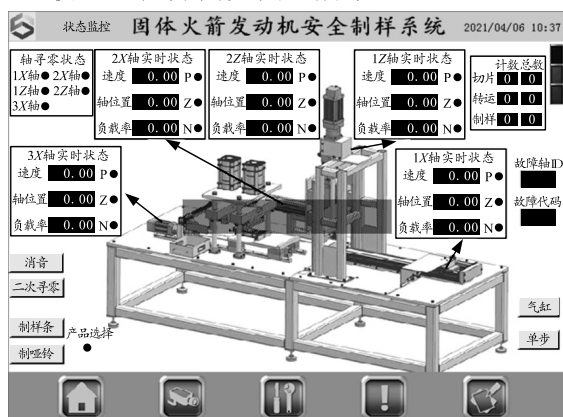 状态监控
固体火箭发动机安全制样系统
2021/04/06 10:37
轴寻零状态
1X轴 2X轴
1Z轴 2Z轴
3X轴
2X轴实时状态
速度 0.00 P
轴位置 0.00 Z
负载率 0.00 N
2Z轴实时状态
速度 0.00 P
轴位置 0.00 Z
负载率 0.00 N
1Z轴实时状态
速度 0.00 P
轴位置 0.00 Z
负载率 0.00 N
计数总数
切片 0 0
转运 0 0
制样 0 0
3X轴实时状态
速度 0.00 P
轴位置 0.00 Z
负载率 0.00 N
1X轴实时状态
速度 0.00 P
轴位置 0.00 Z
负载率 0.00 N
故障轴ID
故障代码
消音
二次寻零
制样条
产品选择
制哑铃
气缸
单步